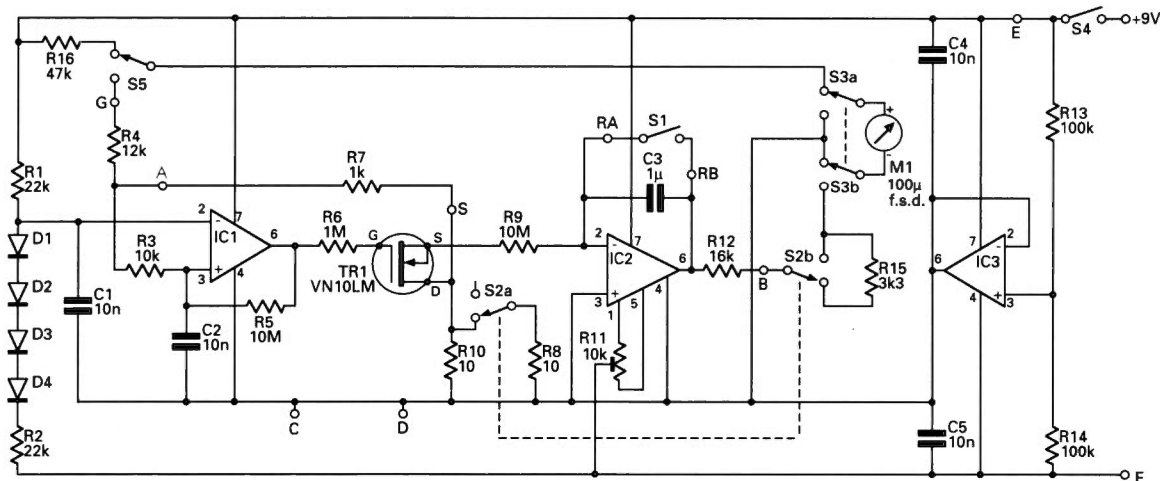 +9V
S4
E
C4
10n
R16
47k
S5
G
R4
12k
S3a
+
-
M1
100µ
f.s.d.
S3b
R13
100k
RA
S1
RB
C3
1µ
R1
22k
A
R7
1k
S
D1
D2
D3
D4
C1
10n
R3
10k
2
-
7
IC1
6
3
+
4
R6
1M
G
S
D
TR1
VN10LM
R9
10M
2
-
7
IC2
6
3
+
1
5
4
R12
16k
B
S2b
R15
3k3
7
2
-
IC3
6
4
+
3
C2
10n
R5
10M
S2a
R10
10
R8
10
R11
10k
C
D
R2
22k
C5
10n
R14
100k
F